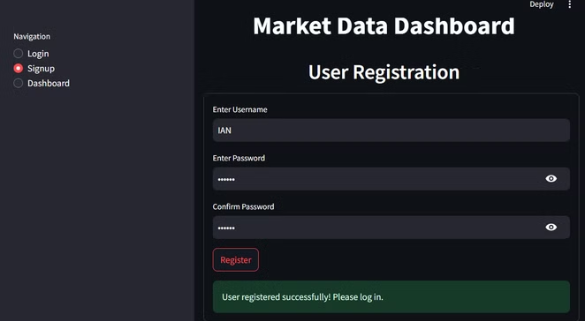 Deploy
Navigation
Login
Signup
Dashboard
Market Data Dashboard
User Registration
Enter Username
IAN
Enter Password
••••••
Confirm Password
••••••
Register
User registered successfully! Please log in.